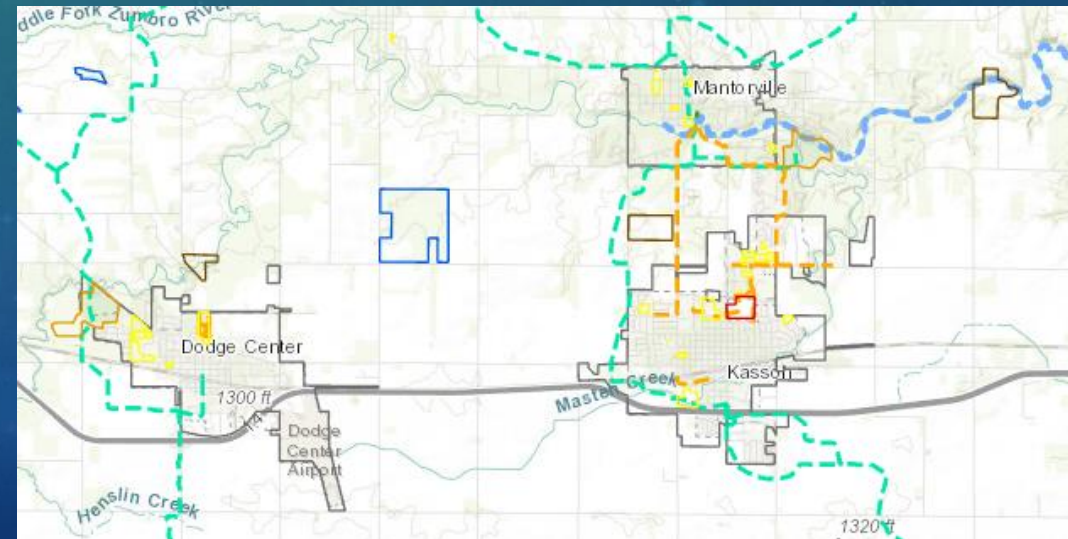 ddle Fork Zumbro River
Mantorville
Dodge Center
Kasson
1300 ft
Masten Creek
14
Dodge
Center
Airport
Henslin Creek
1320 ft